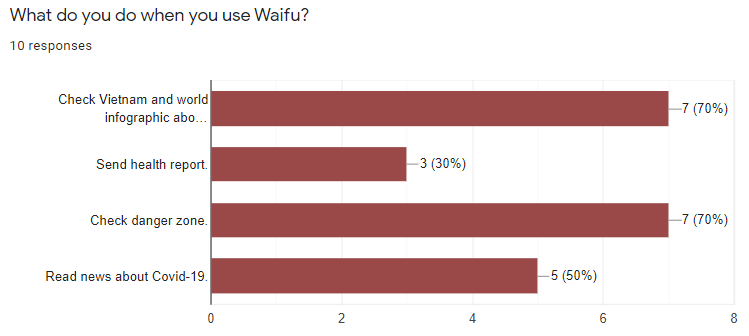 What do you do when you use Waifu?
10 responses
Check Vietnam and world
infographic abo...
7 (70%)
Send health report.
3 (30%)
Check danger zone.
7 (70%)
Read news about Covid-19.
5 (50%)
0 2 4 6 8